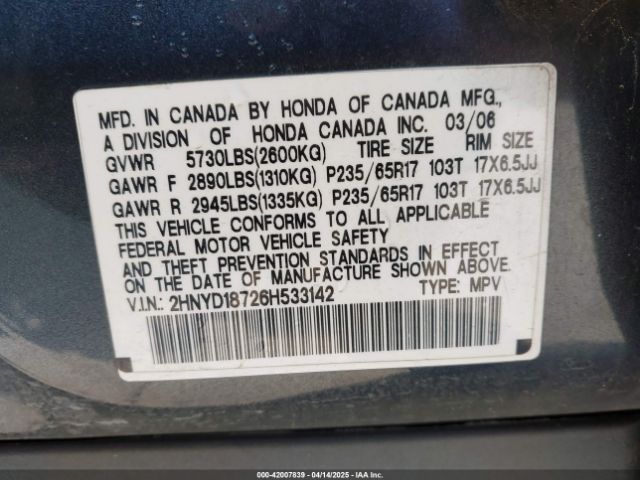 MFD. IN CANADA BY HONDA OF CANADA MFG.,
A DIVISION OF HONDA CANADA INC. 03/06
GVWR 5730LBS(2600KG) TIRE SIZE RIM SIZE
GAWR F 2890LBS(1310KG) P235/65R17 103T 17X6.5JJ
GAWR R 2945LBS(1335KG) P235/65R17 103T 17X6.5JJ
THIS VEHICLE CONFORMS TO ALL APPLICABLE
FEDERAL MOTOR VEHICLE SAFETY
AND THEFT PREVENTION STANDARDS IN EFFECT
ON THE DATE OF MANUFACTURE SHOWN ABOVE.
V.I.N.: 2HNYD18726H533142 TYPE: MPV
000-42007839 - 04/14/2025 - IAAI.COM